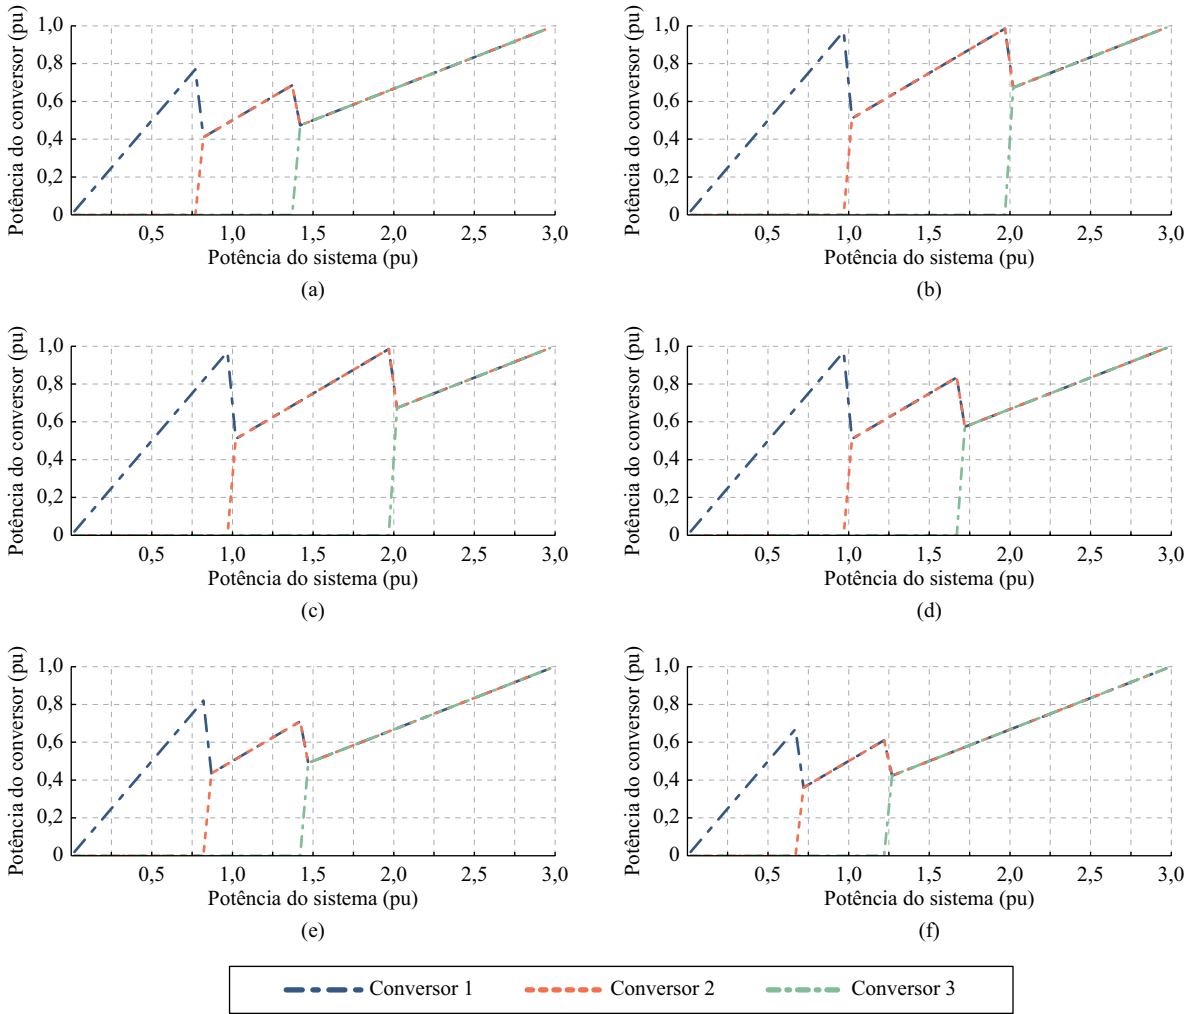 Potência do conversor (pu)
1,0
0,8
0,6
0,4
0,2
0
0,5 1,0 1,5 2,0 2,5 3,0
Potência do sistema (pu)
(a)
Potência do conversor (pu)
1,0
0,8
0,6
0,4
0,2
0
0,5 1,0 1,5 2,0 2,5 3,0
Potência do sistema (pu)
(b)
Potência do conversor (pu)
1,0
0,8
0,6
0,4
0,2
0
0,5 1,0 1,5 2,0 2,5 3,0
Potência do sistema (pu)
(c)
Potência do conversor (pu)
1,0
0,8
0,6
0,4
0,2
0
0,5 1,0 1,5 2,0 2,5 3,0
Potência do sistema (pu)
(d)
Potência do conversor (pu)
1,0
0,8
0,6
0,4
0,2
0
0,5 1,0 1,5 2,0 2,5 3,0
Potência do sistema (pu)
(e)
Potência do conversor (pu)
1,0
0,8
0,6
0,4
0,2
0
0,5 1,0 1,5 2,0 2,5 3,0
Potência do sistema (pu)
(f)
Conversor 1 Conversor 2 Conversor 3